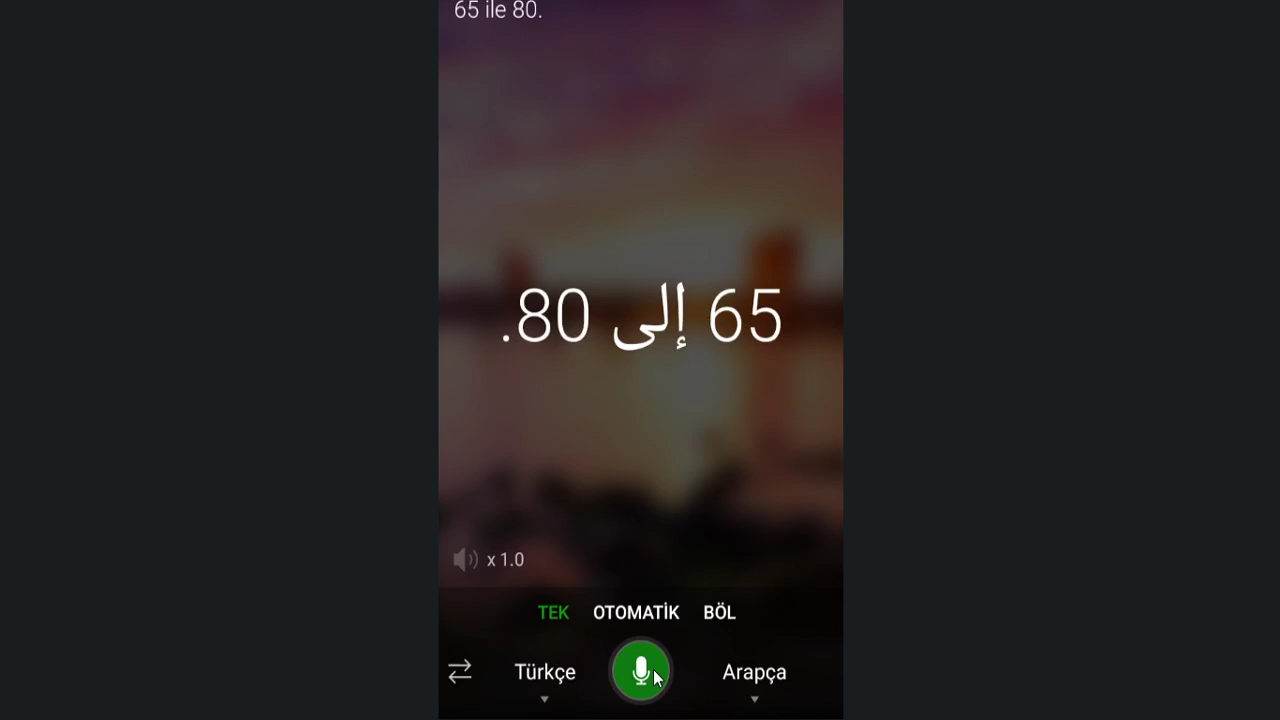 65 ile 80.
65 إلى 80.
x 1.0
TEK OTOMATİK BÖL
Türkçe Arapça